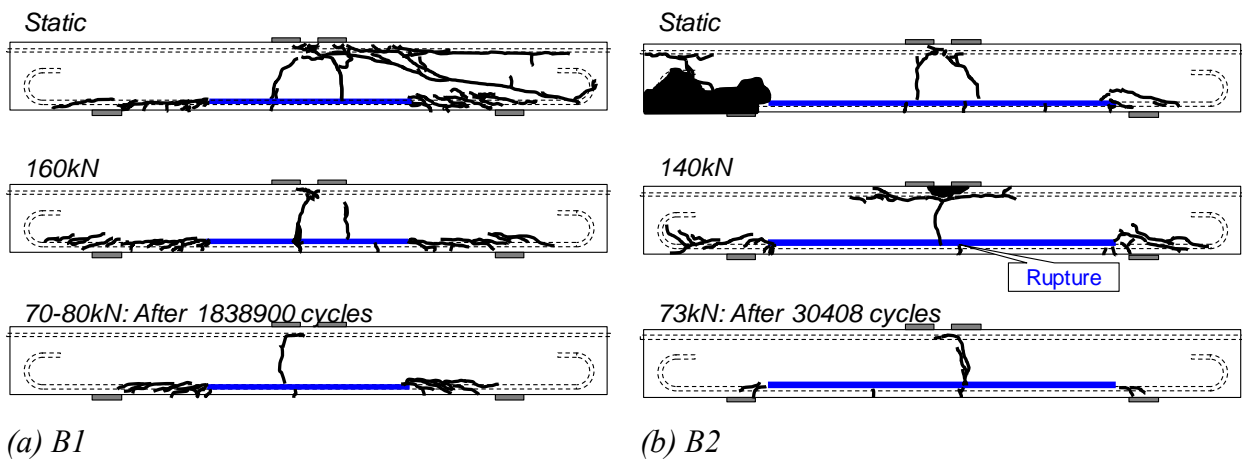 Static
160kN
70-80kN: After 1838900 cycles
(a) B1
Static
140kN
Rupture
73kN: After 30408 cycles
(b) B2